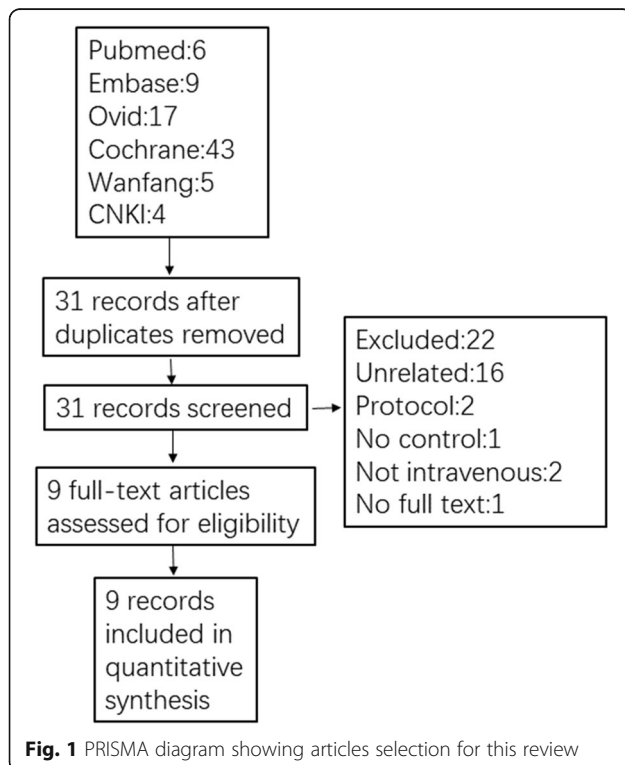 Pubmed:6
Embase:9
Ovid:17
Cochrane:43
Wanfang:5
CNKI:4
31 records after
duplicates removed
31 records screened
Excluded:22
Unrelated:16
Protocol:2
No control:1
Not intravenous:2
No full text:1
9 full-text articles
assessed for eligibility
9 records
included in
quantitative
synthesis
Fig. 1 PRISMA diagram showing articles selection for this review